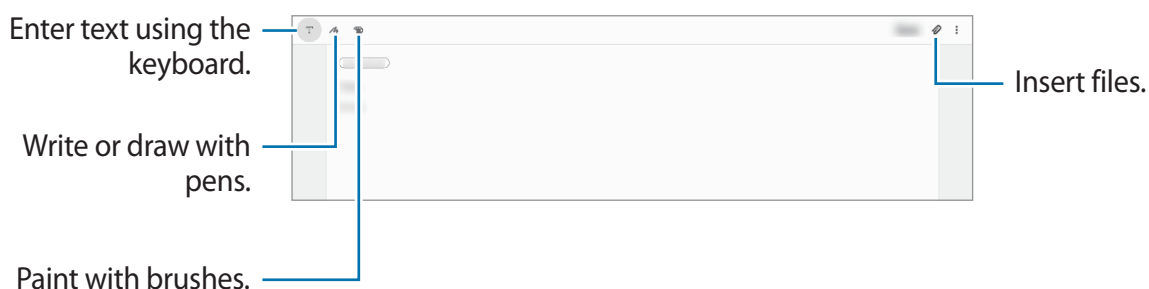 Enter text using the
keyboard.
Insert files.
Write or draw with
pens.
Paint with brushes.